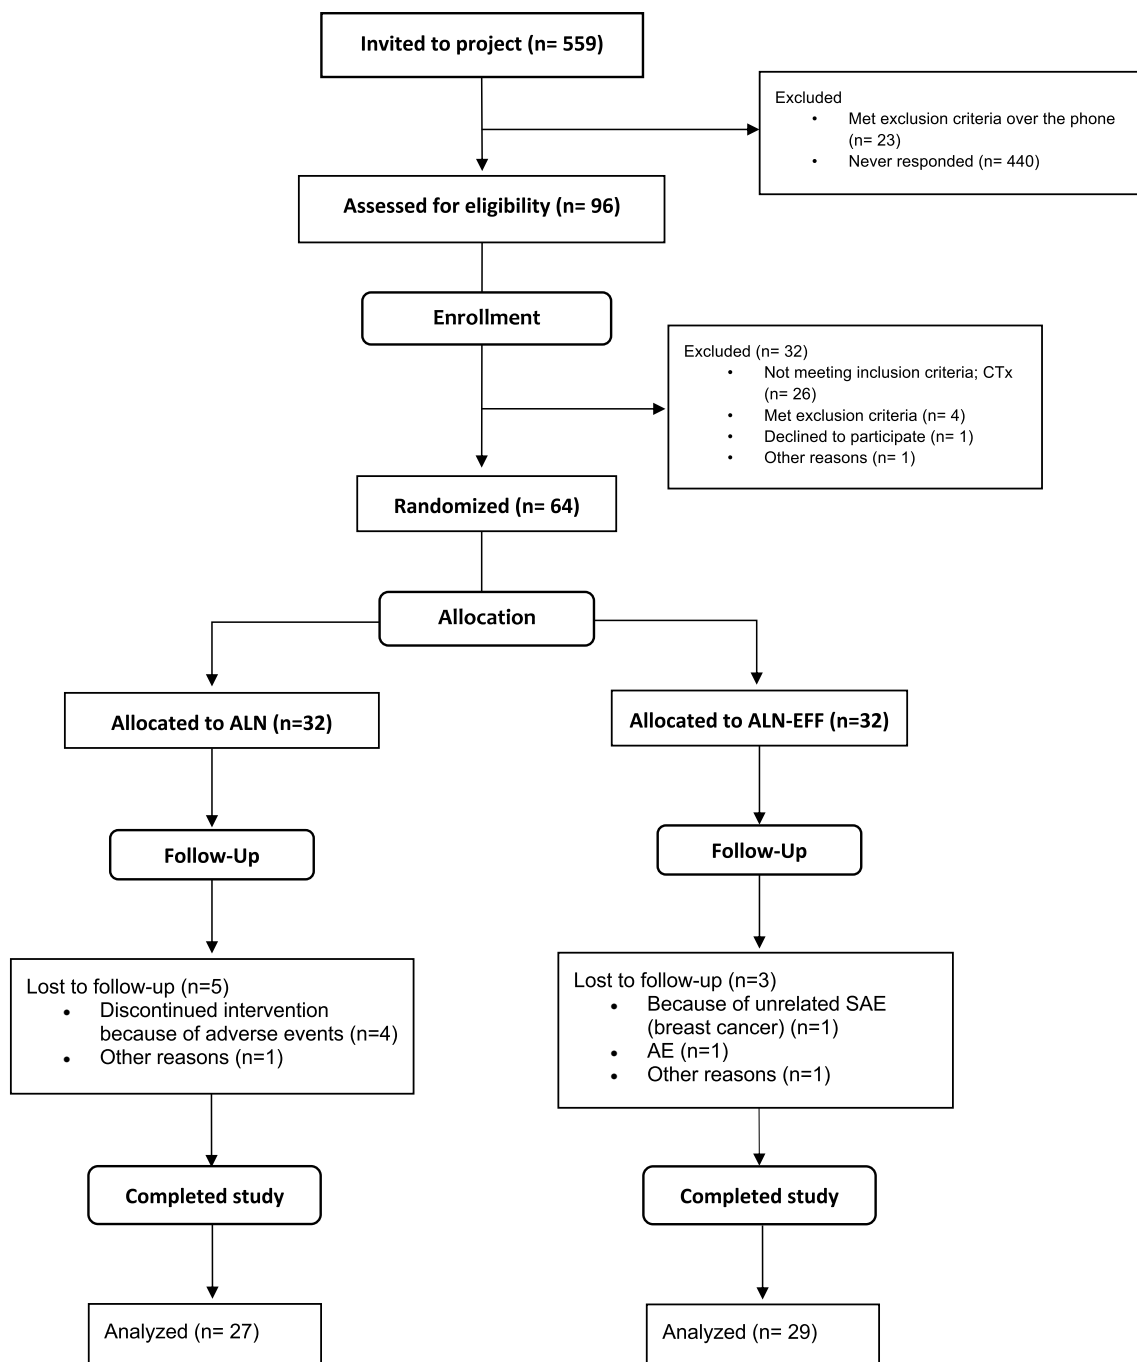 Invited to project (n= 559)
Excluded
• Met exclusion criteria over the phone
(n= 23)
• Never responded (n= 440)
Assessed for eligibility (n= 96)
Enrollment
Excluded (n= 32)
• Not meeting inclusion criteria; CTx
(n= 26)
• Met exclusion criteria (n= 4)
• Declined to participate (n= 1)
• Other reasons (n= 1)
Randomized (n= 64)
Allocation
Allocated to ALN (n=32)
Allocated to ALN-EFF (n=32)
Follow-Up
Follow-Up
Lost to follow-up (n=5)
• Discontinued intervention
because of adverse events (n=4)
• Other reasons (n=1)
Lost to follow-up (n=3)
• Because of unrelated SAE
(breast cancer) (n=1)
• AE (n=1)
• Other reasons (n=1)
Completed study
Completed study
Analyzed (n= 27)
Analyzed (n= 29)